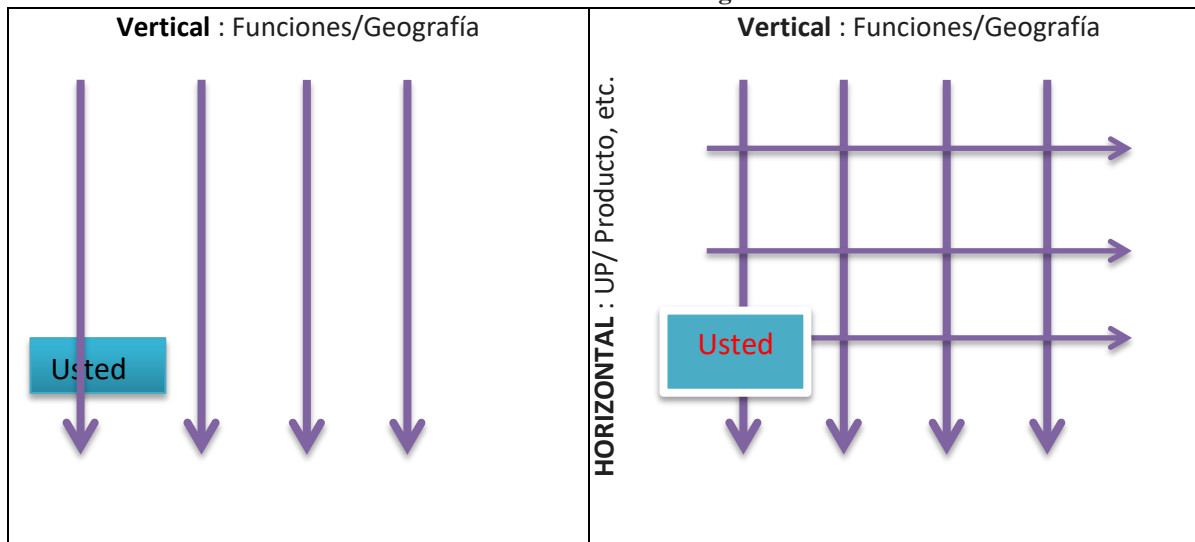 Vertical : Funciones/Geografía
Usted
Vertical : Funciones/Geografía
HORIZONTAL : UP/ Producto, etc.
Usted